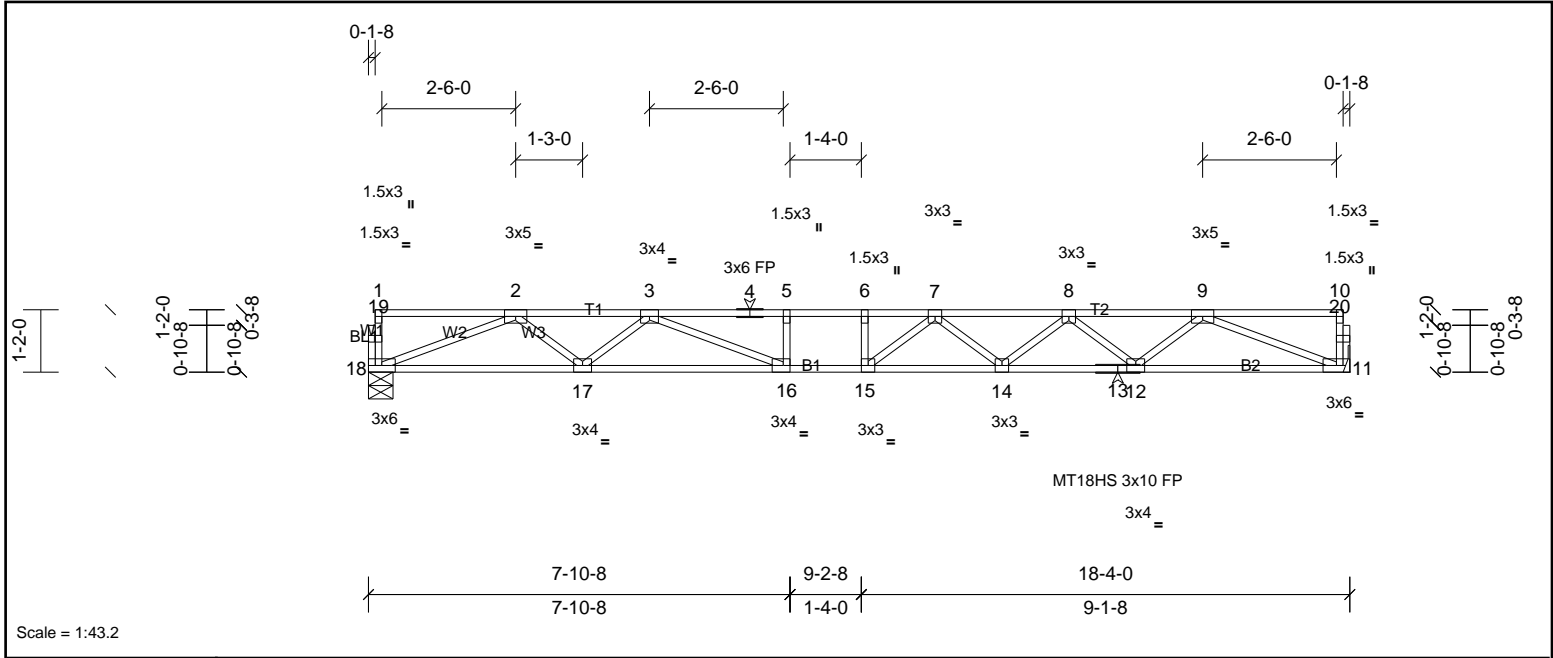 0-1-8
2-6-0
2-6-0
0-1-8
1-3-0
1-4-0
2-6-0
1.5x3
1.5x3
3x5
3x4
3x6 FP
1.5x3
1.5x3
3x3
3x3
3x5
1.5x3
1.5x3
1 2 3 4 5 6 7 8 9 10
19 T1 T2 20
W1 W2 W3
BL1
18 B1 B2 11
17 16 15 14 13 12
1-2-0
1-2-0
0-10-8
0-10-8
0-3-8
1-2-0
0-10-8
0-10-8
0-3-8
3x6
3x4
3x4
3x3
3x3
3x6
MT18HS 3x10 FP
3x4
7-10-8 9-2-8 18-4-0
7-10-8 1-4-0 9-1-8
Scale = 1:43.2